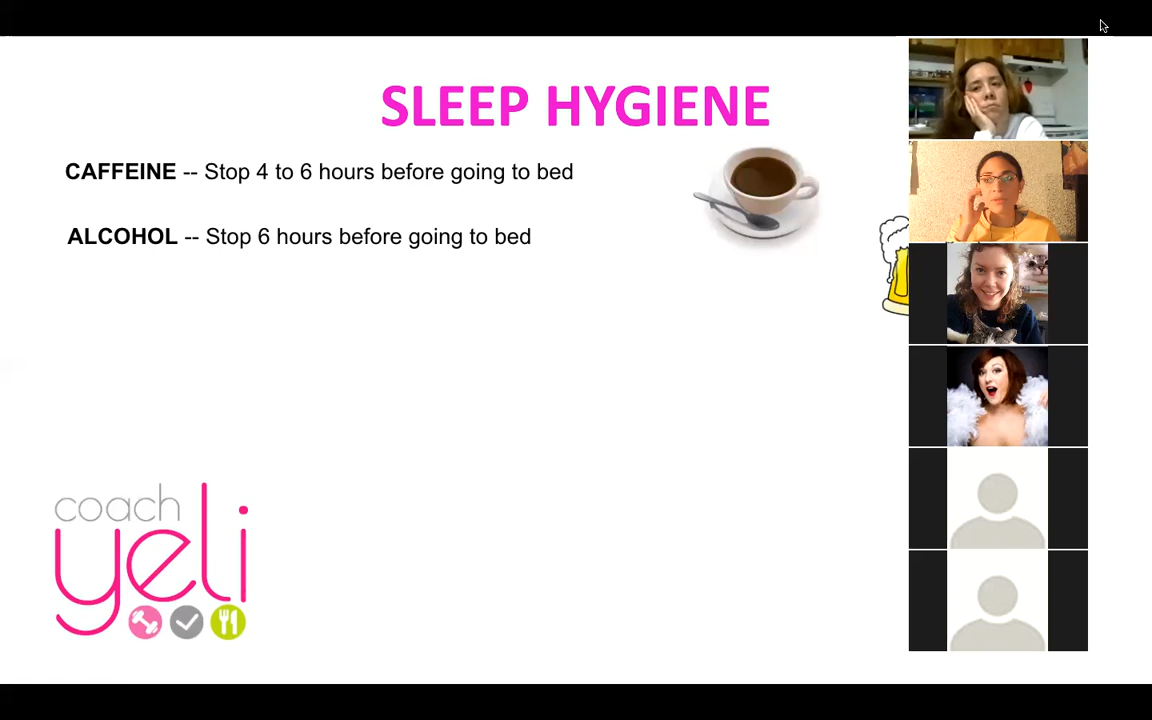 SLEEP HYGIENE
CAFFEINE -- Stop 4 to 6 hours before going to bed
ALCOHOL -- Stop 6 hours before going to bed
coach
yeli